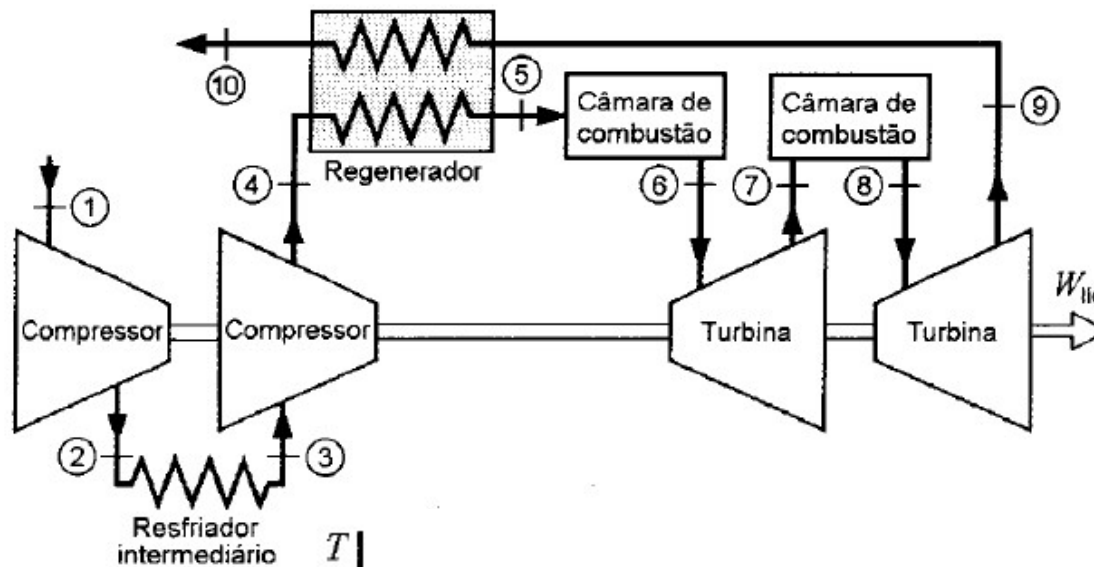 10
5
Câmara de
combustão
Câmara de
combustão
9
Regenerador
4
6
7
8
1
Compressor
Compressor
Turbina
Turbina
2
3
Resfriador
intermediário
T